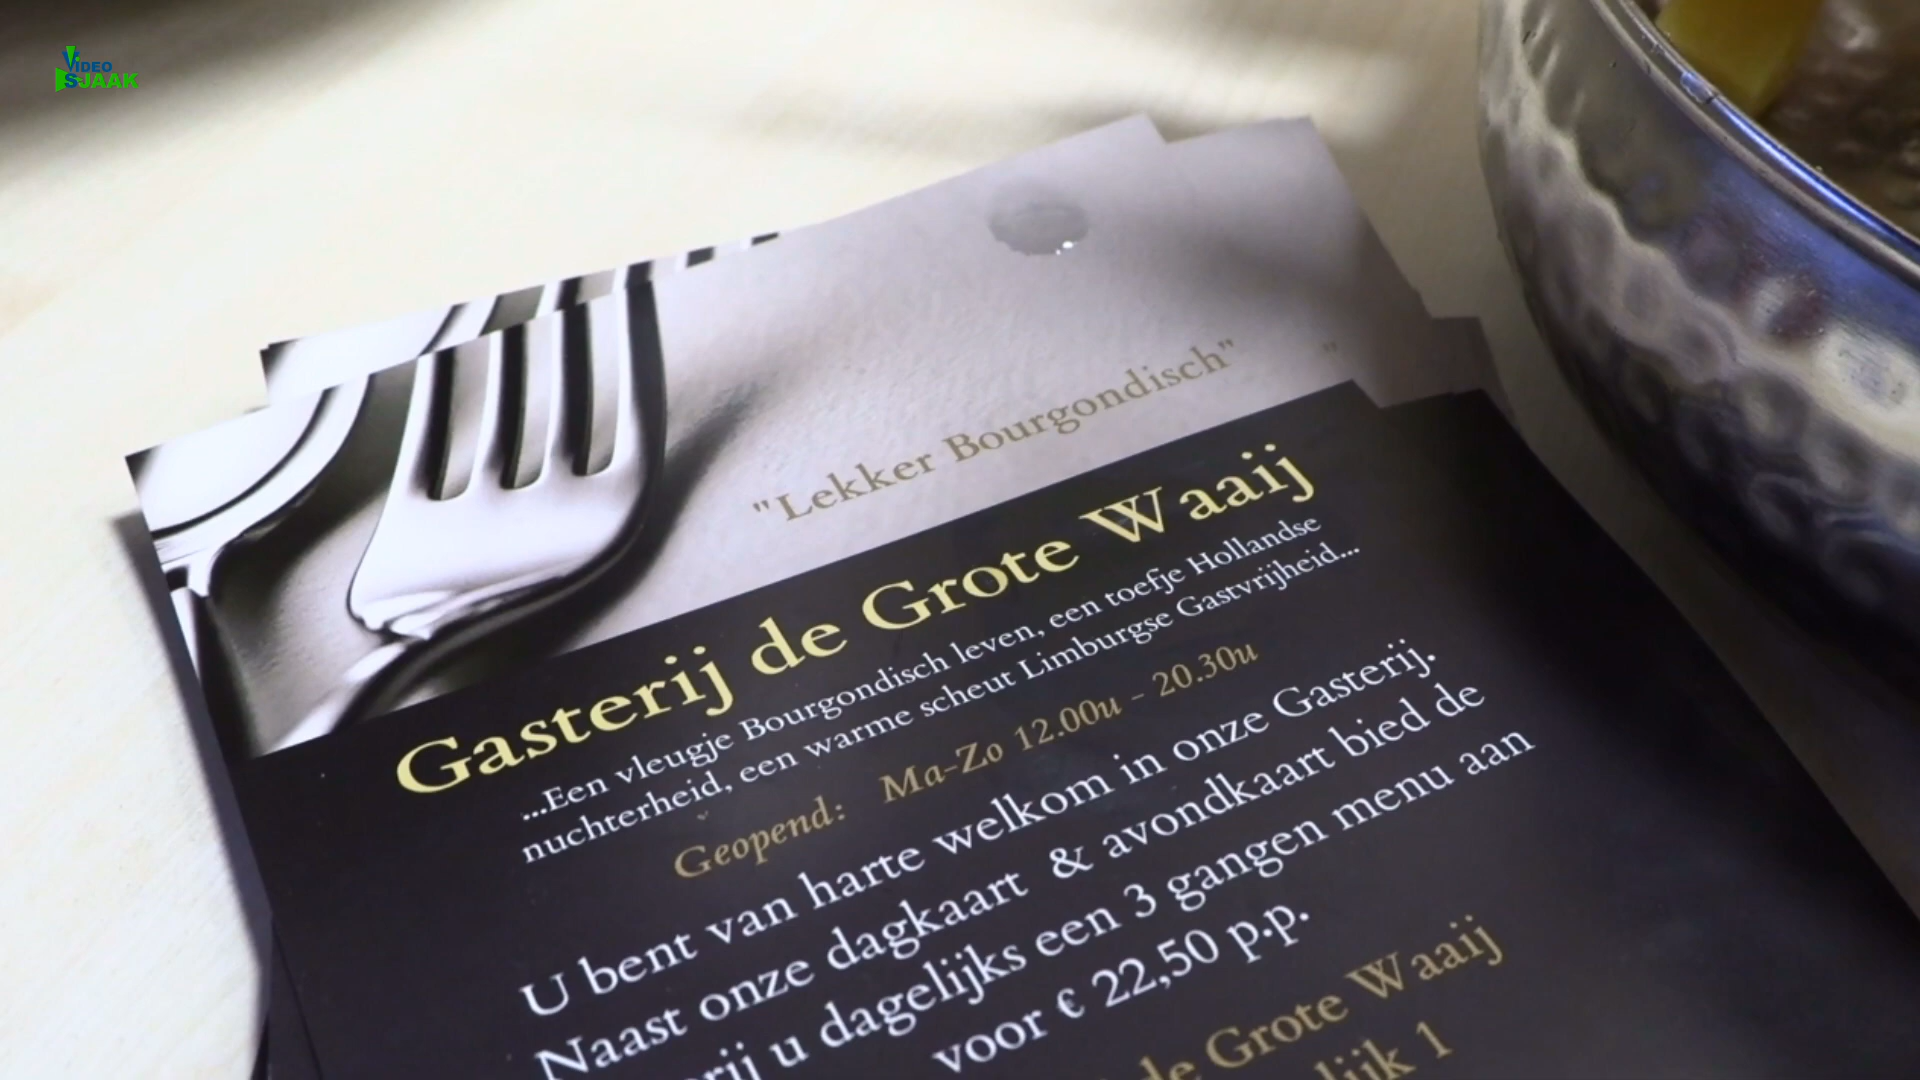 VIDEO
SJAAK
"Lekker Bourgondisch"
"
Gasterij de Grote Waaij
...Een vleugje Bourgondisch leven, een toefje Hollandse
nuchterheid, een warme scheut Limburgse Gastvrijheid...
Geopend: Ma-Zo 12.00u - 20.30u
U bent van harte welkom in onze Gasterij.
Naast onze dagkaart & avondkaart bied de
u dagelijks een 3 gangen menu aan
voor € 22,50 p.p.
de Grote Waaij
1